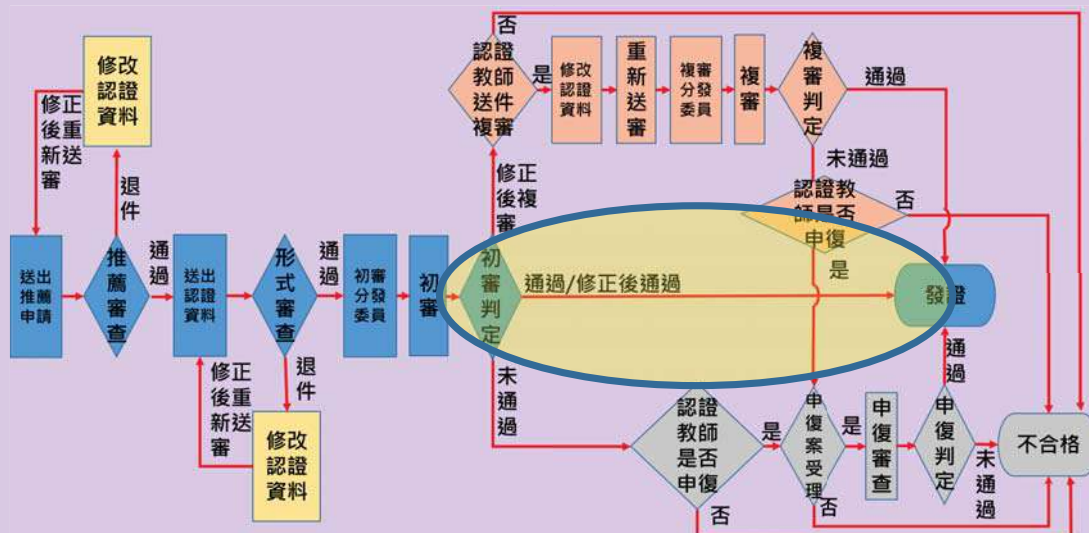 修改
認證
資料
修正
後重
新送
審
退件
送出
推薦
申請
推薦審查
通過
送出
認證
資料
修正
後重
新送
審
形式審查
退件
修改
認證
資料
通過
初審
分發
委員
初審
初審判定
修正
後複
審
通過/修正後通過
未通過
認證
教師
送件
複審
否
是
修改
認證
資料
重新送審
複審
分發
委員
複審
複審判定
通過
未通過
認證教
師是否
申復
否
是
發證
認證
教師
是否
申復
是
否
申復案受理
是
否
申復審查
申復判定
通過
未通過
不合格